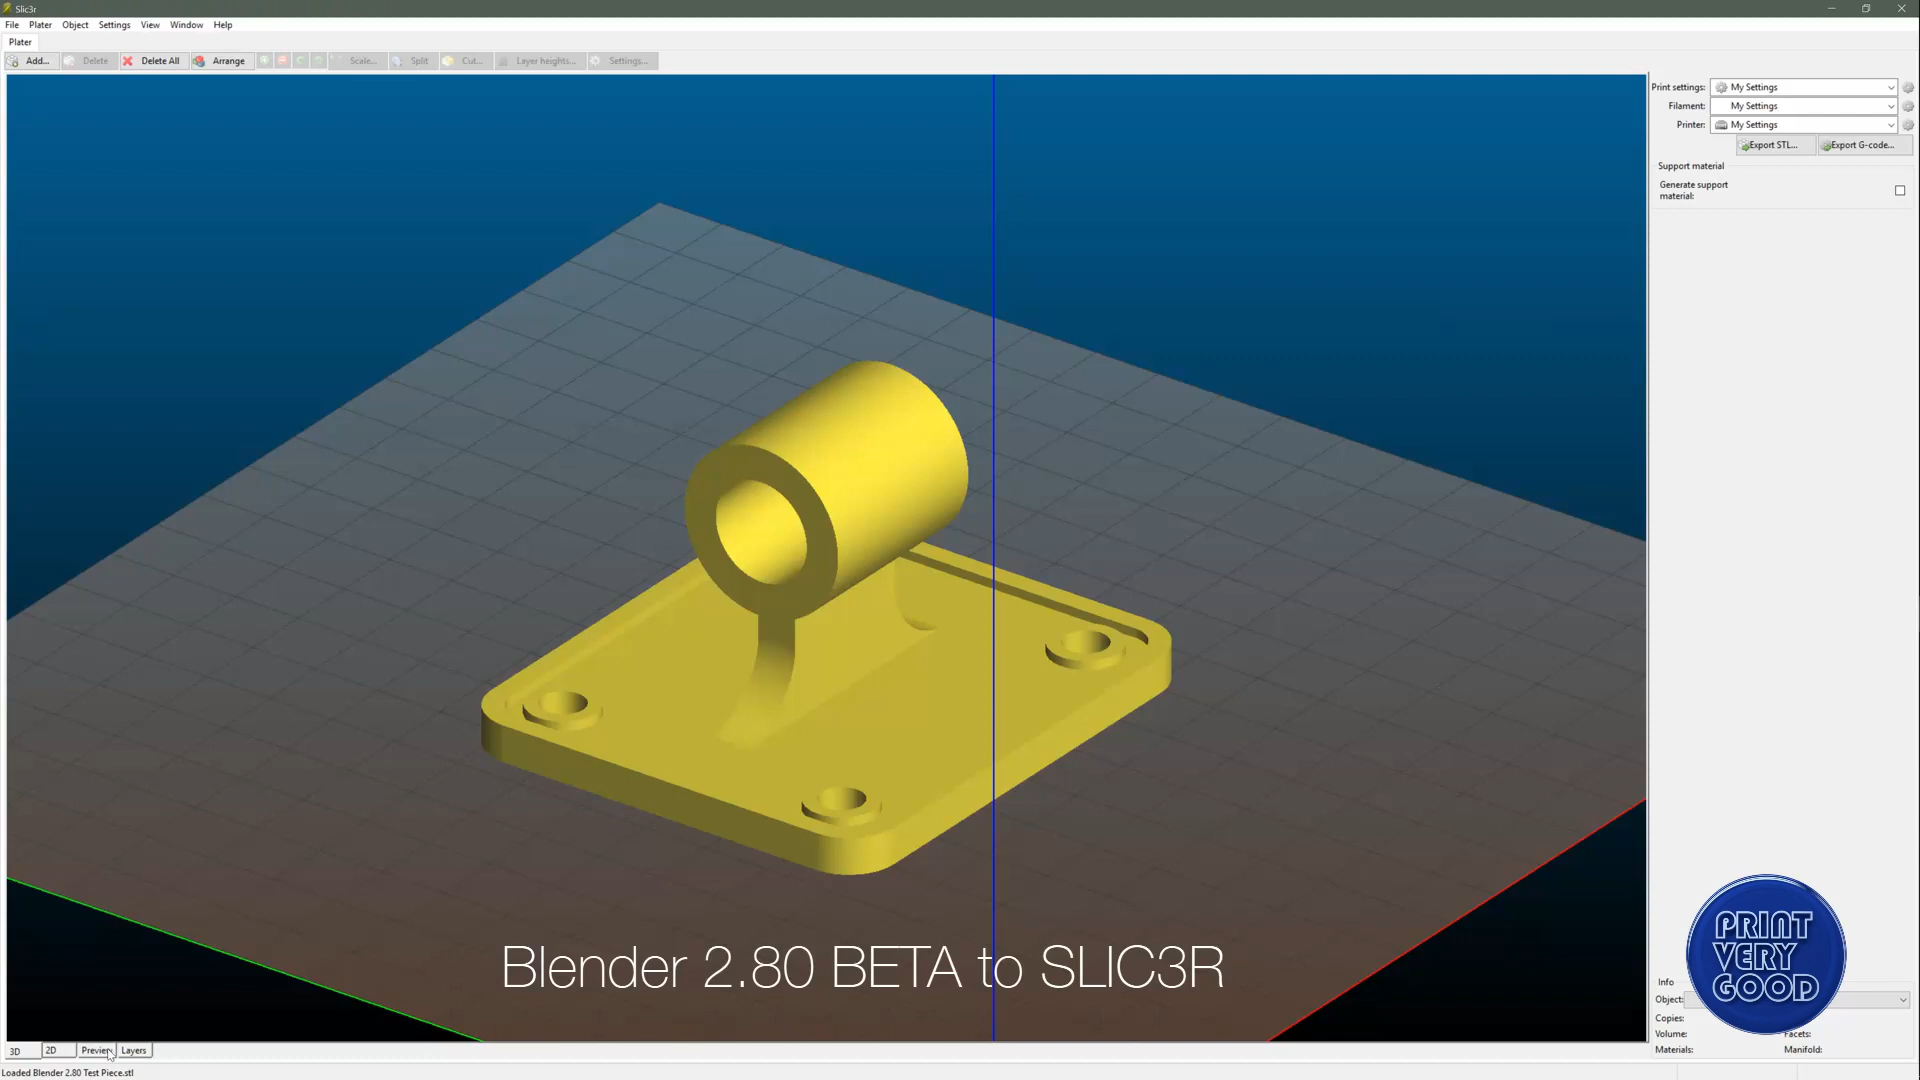 Slic3r
File Plater Object Settings View Window Help
Plater
Add... Delete Delete All Arrange Scale... Split Cut... Layer heights... Settings...
Print settings: My Settings
Filament: My Settings
Printer: My Settings
Export STL... Export G-code...
Support material
Generate support
material:
Blender 2.80 BETA to SLIC3R
PRINT
VERY
GOOD
Info
Object:
Copies:
Volume: Facets:
Materials: Manifold:
3D 2D Preview Layers
Loaded Blender 2.80 Test Piece.stl